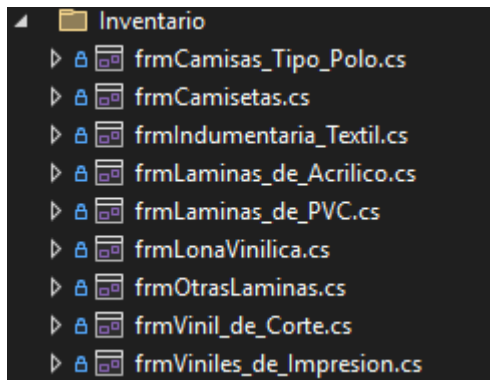 Inventario
frmCamisas_Tipo_Polo.cs
frmCamisetas.cs
frmIndumentaria_Textil.cs
frmLaminas_de_Acrilico.cs
frmLaminas_de_PVC.cs
frmLonaVinilica.cs
frmOtrasLaminas.cs
frmVinil_de_Corte.cs
frmViniles_de_Impresion.cs